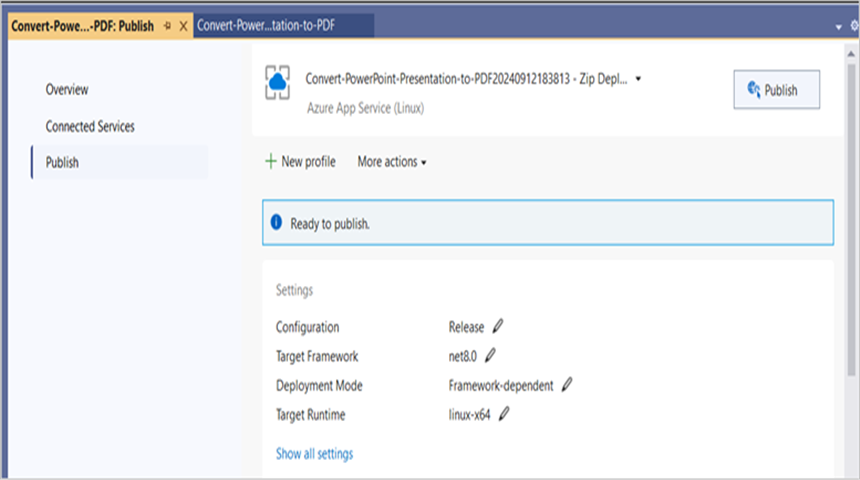 Convert-Powe...-PDF: Publish
Convert-Power...tation-to-PDF
Overview
Connected Services
Publish
Convert-PowerPoint-Presentation-to-PDF20240912183813 - Zip Depl...
Azure App Service (Linux)
Publish
New profile
More actions
Ready to publish.
Settings
Configuration Release
Target Framework net8.0
Deployment Mode Framework-dependent
Target Runtime linux-x64
Show all settings